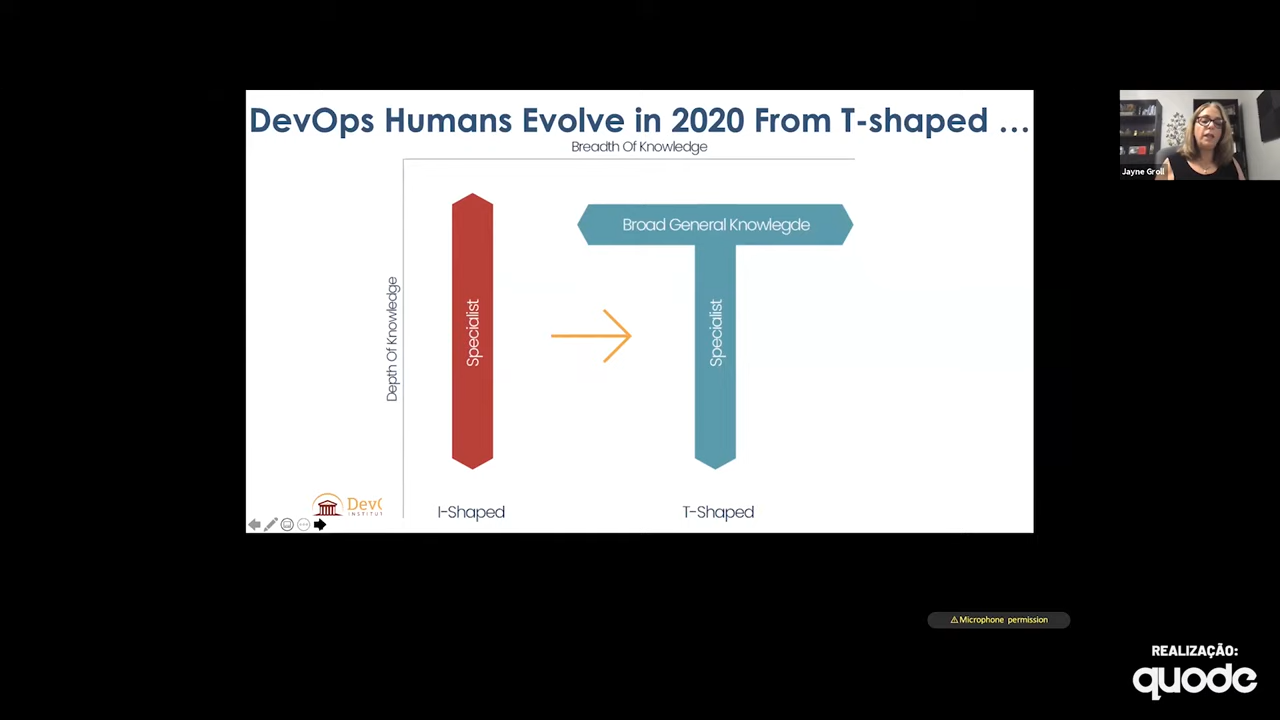 DevOps Humans Evolve in 2020 From T-shaped ...
Breadth Of Knowledge
Depth Of Knowledge
Specialist
Broad General Knowlegde
Specialist
I-Shaped
T-Shaped
Jayne Groll
⚠ Microphone permission
REALIZAÇÃO:
quode